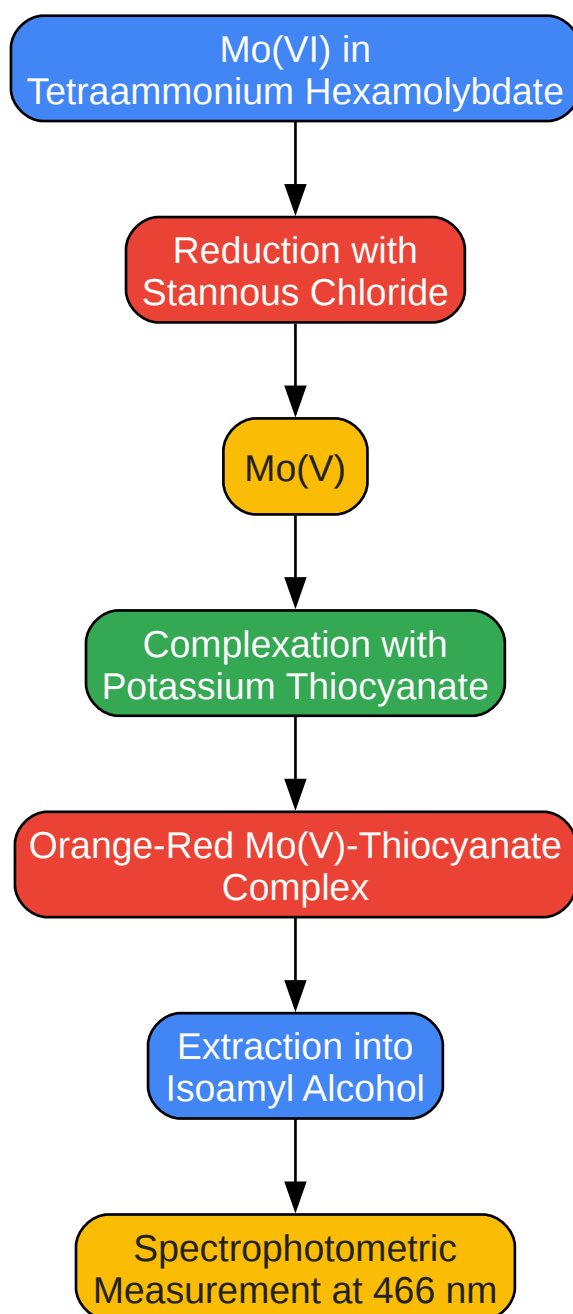 Mo(VI) in
Tetraammonium Hexamolybdate
Reduction with
Stannous Chloride
Mo(V)
Complexation with
Potassium Thiocyanate
Orange-Red Mo(V)-Thiocyanate
Complex
Extraction into
Isoamyl Alcohol
Spectrophotometric
Measurement at 466 nm